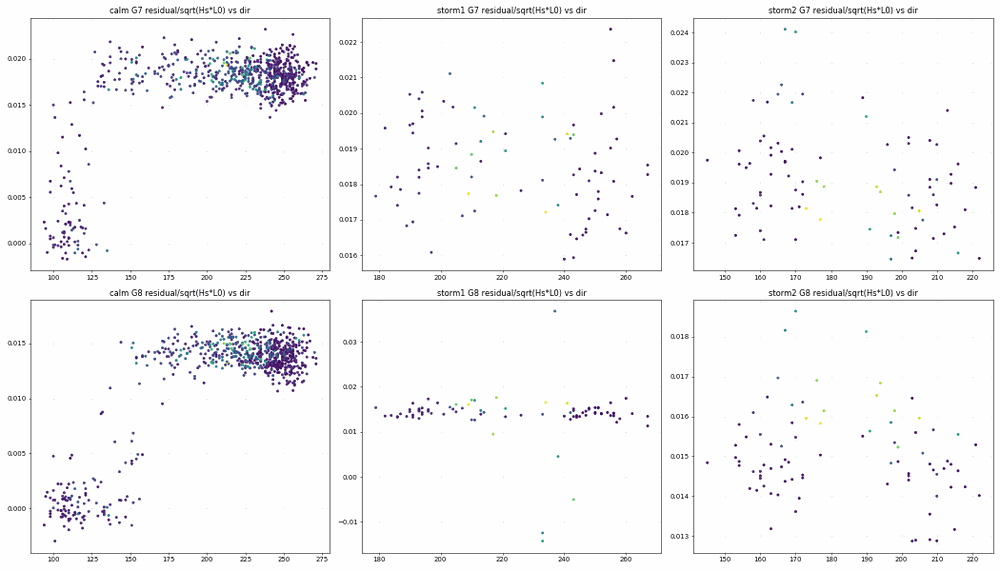 calm G7 residual/sqrt(Hs*L0) vs dir
storm1 G7 residual/sqrt(Hs*L0) vs dir
storm2 G7 residual/sqrt(Hs*L0) vs dir
0.020
0.015
0.010
0.005
0.000
100 125 150 175 200 225 250 275
0.022
0.021
0.020
0.019
0.018
0.017
0.016
180 200 220 240 260
0.024
0.023
0.022
0.021
0.020
0.019
0.018
0.017
150 160 170 180 190 200 210 220
calm G8 residual/sqrt(Hs*L0) vs dir
storm1 G8 residual/sqrt(Hs*L0) vs dir
storm2 G8 residual/sqrt(Hs*L0) vs dir
0.015
0.010
0.005
0.000
100 125 150 175 200 225 250 275
0.03
0.02
0.01
0.00
−0.01
180 200 220 240 260
0.018
0.017
0.016
0.015
0.014
0.013
150 160 170 180 190 200 210 220